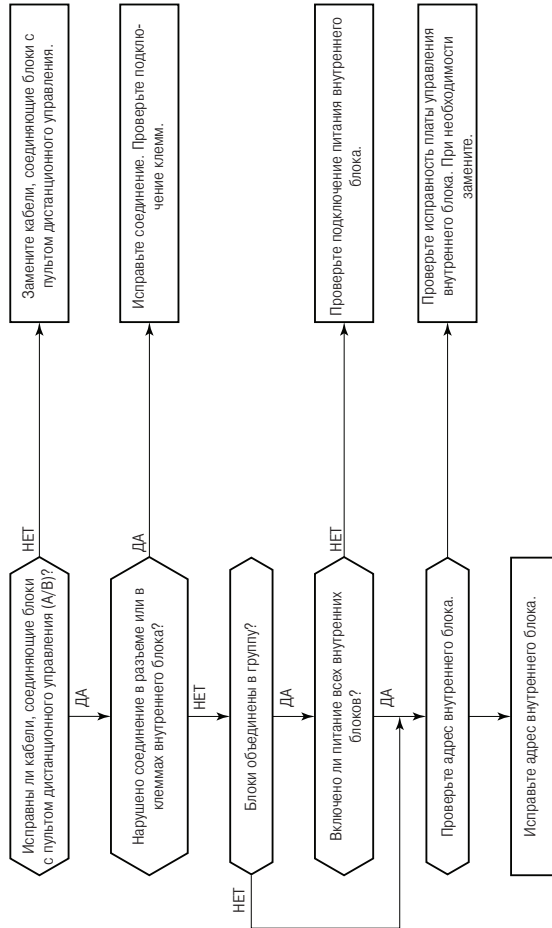 Исправны ли кабели, соединяющие блоки
с пультом дистанционного управления (А/В)?
НЕТ
Замените кабели, соединяющие блоки с
пультом дистанционного управления.
ДА
Нарушено соединение в разъеме или в
клеммах внутреннего блока?
ДА
Исправьте соединение. Проверьте подклю-
чение клемм.
НЕТ
Блоки объединены в группу?
НЕТ
ДА
Включено ли питание всех внутренних
блоков?
НЕТ
Проверьте подключение питания внутреннего
блока.
ДА
Проверьте адрес внутреннего блока.
Проверьте исправность платы управления
внутреннего блока. При необходимости
замените.
Исправьте адрес внутреннего блока.